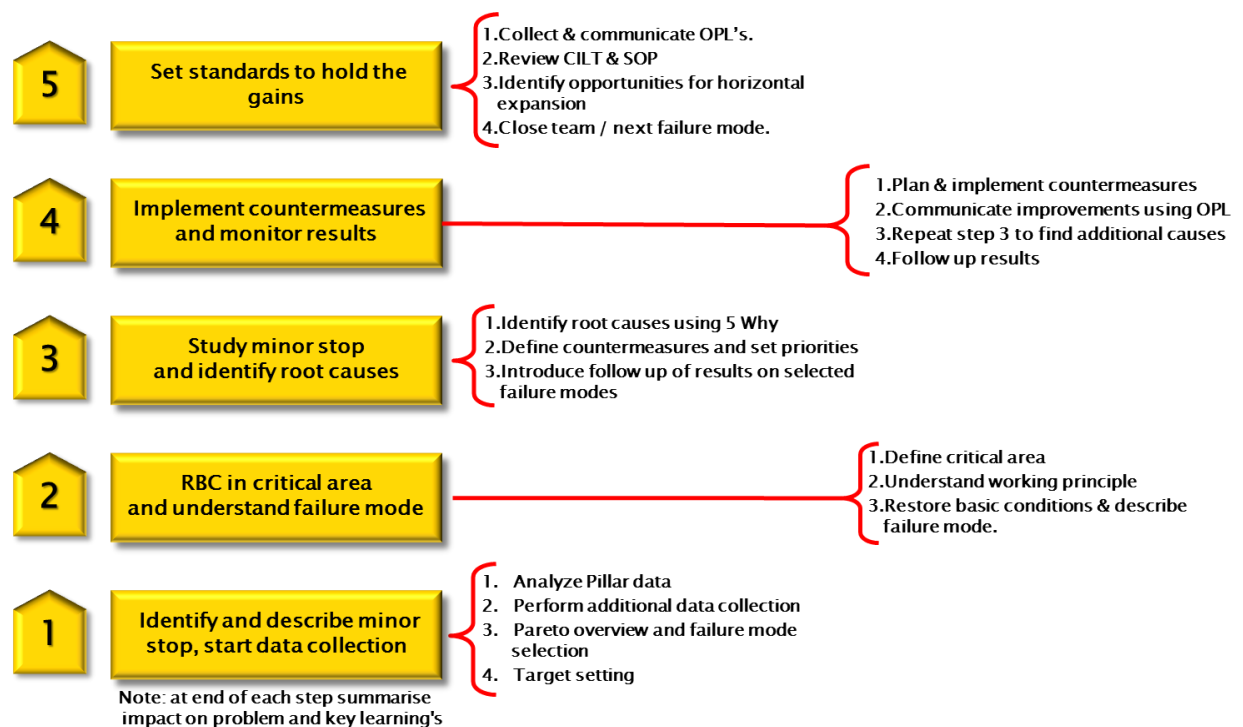 5
Set standards to hold the
gains
1.Collect & communicate OPL's.
2.Review CILT & SOP
3.Identify opportunities for horizontal
expansion
4.Close team / next failure mode.
4
Implement countermeasures
and monitor results
1.Plan & implement countermeasures
2.Communicate improvements using OPL
3.Repeat step 3 to find additional causes
4.Follow up results
3
Study minor stop
and identify root causes
1.Identify root causes using 5 Why
2.Define countermeasures and set priorities
3.Introduce follow up of results on selected
failure modes
2
RBC in critical area
and understand failure mode
1.Define critical area
2.Understand working principle
3.Restore basic conditions & describe
failure mode.
1
Identify and describe minor
stop, start data collection
1. Analyze Pillar data
2. Perform additional data collection
3. Pareto overview and failure mode
selection
4. Target setting
Note: at end of each step summarise
impact on problem and key learning's